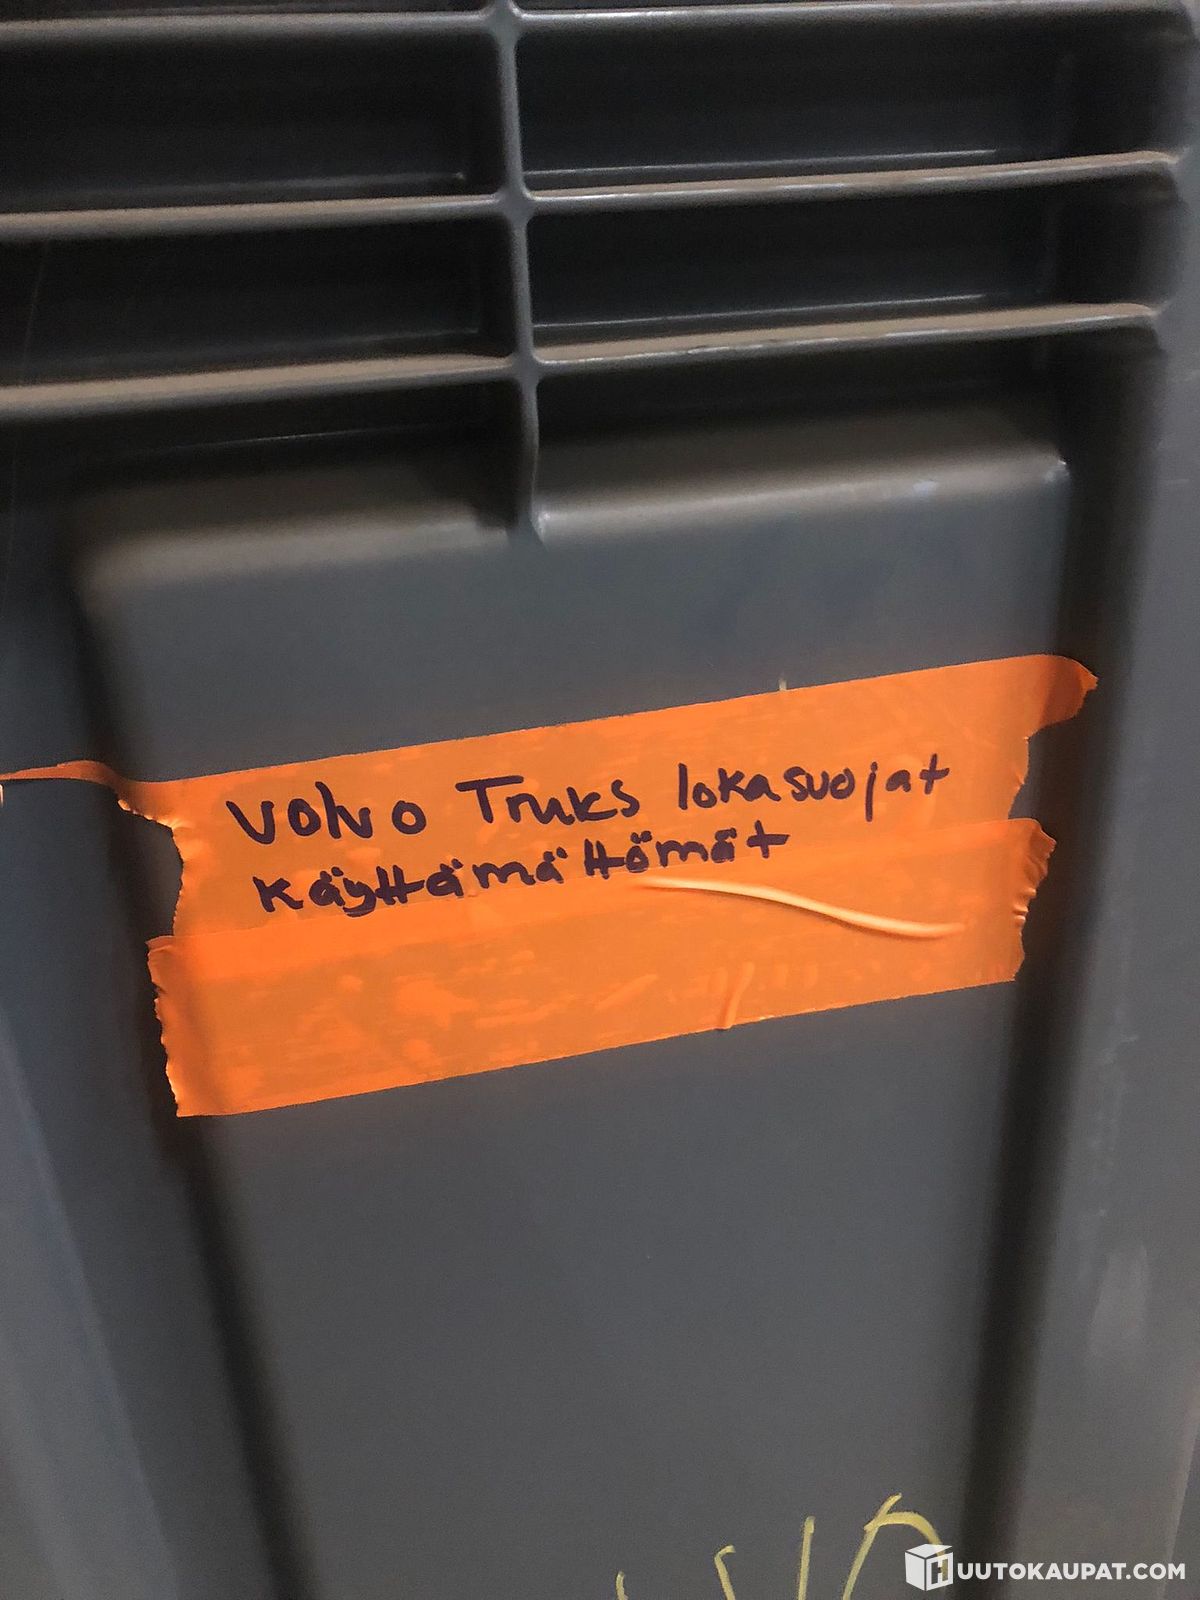 Volvo Truks lokasuojat
Käyttämättömät
HUUTOKAUPAT.COM